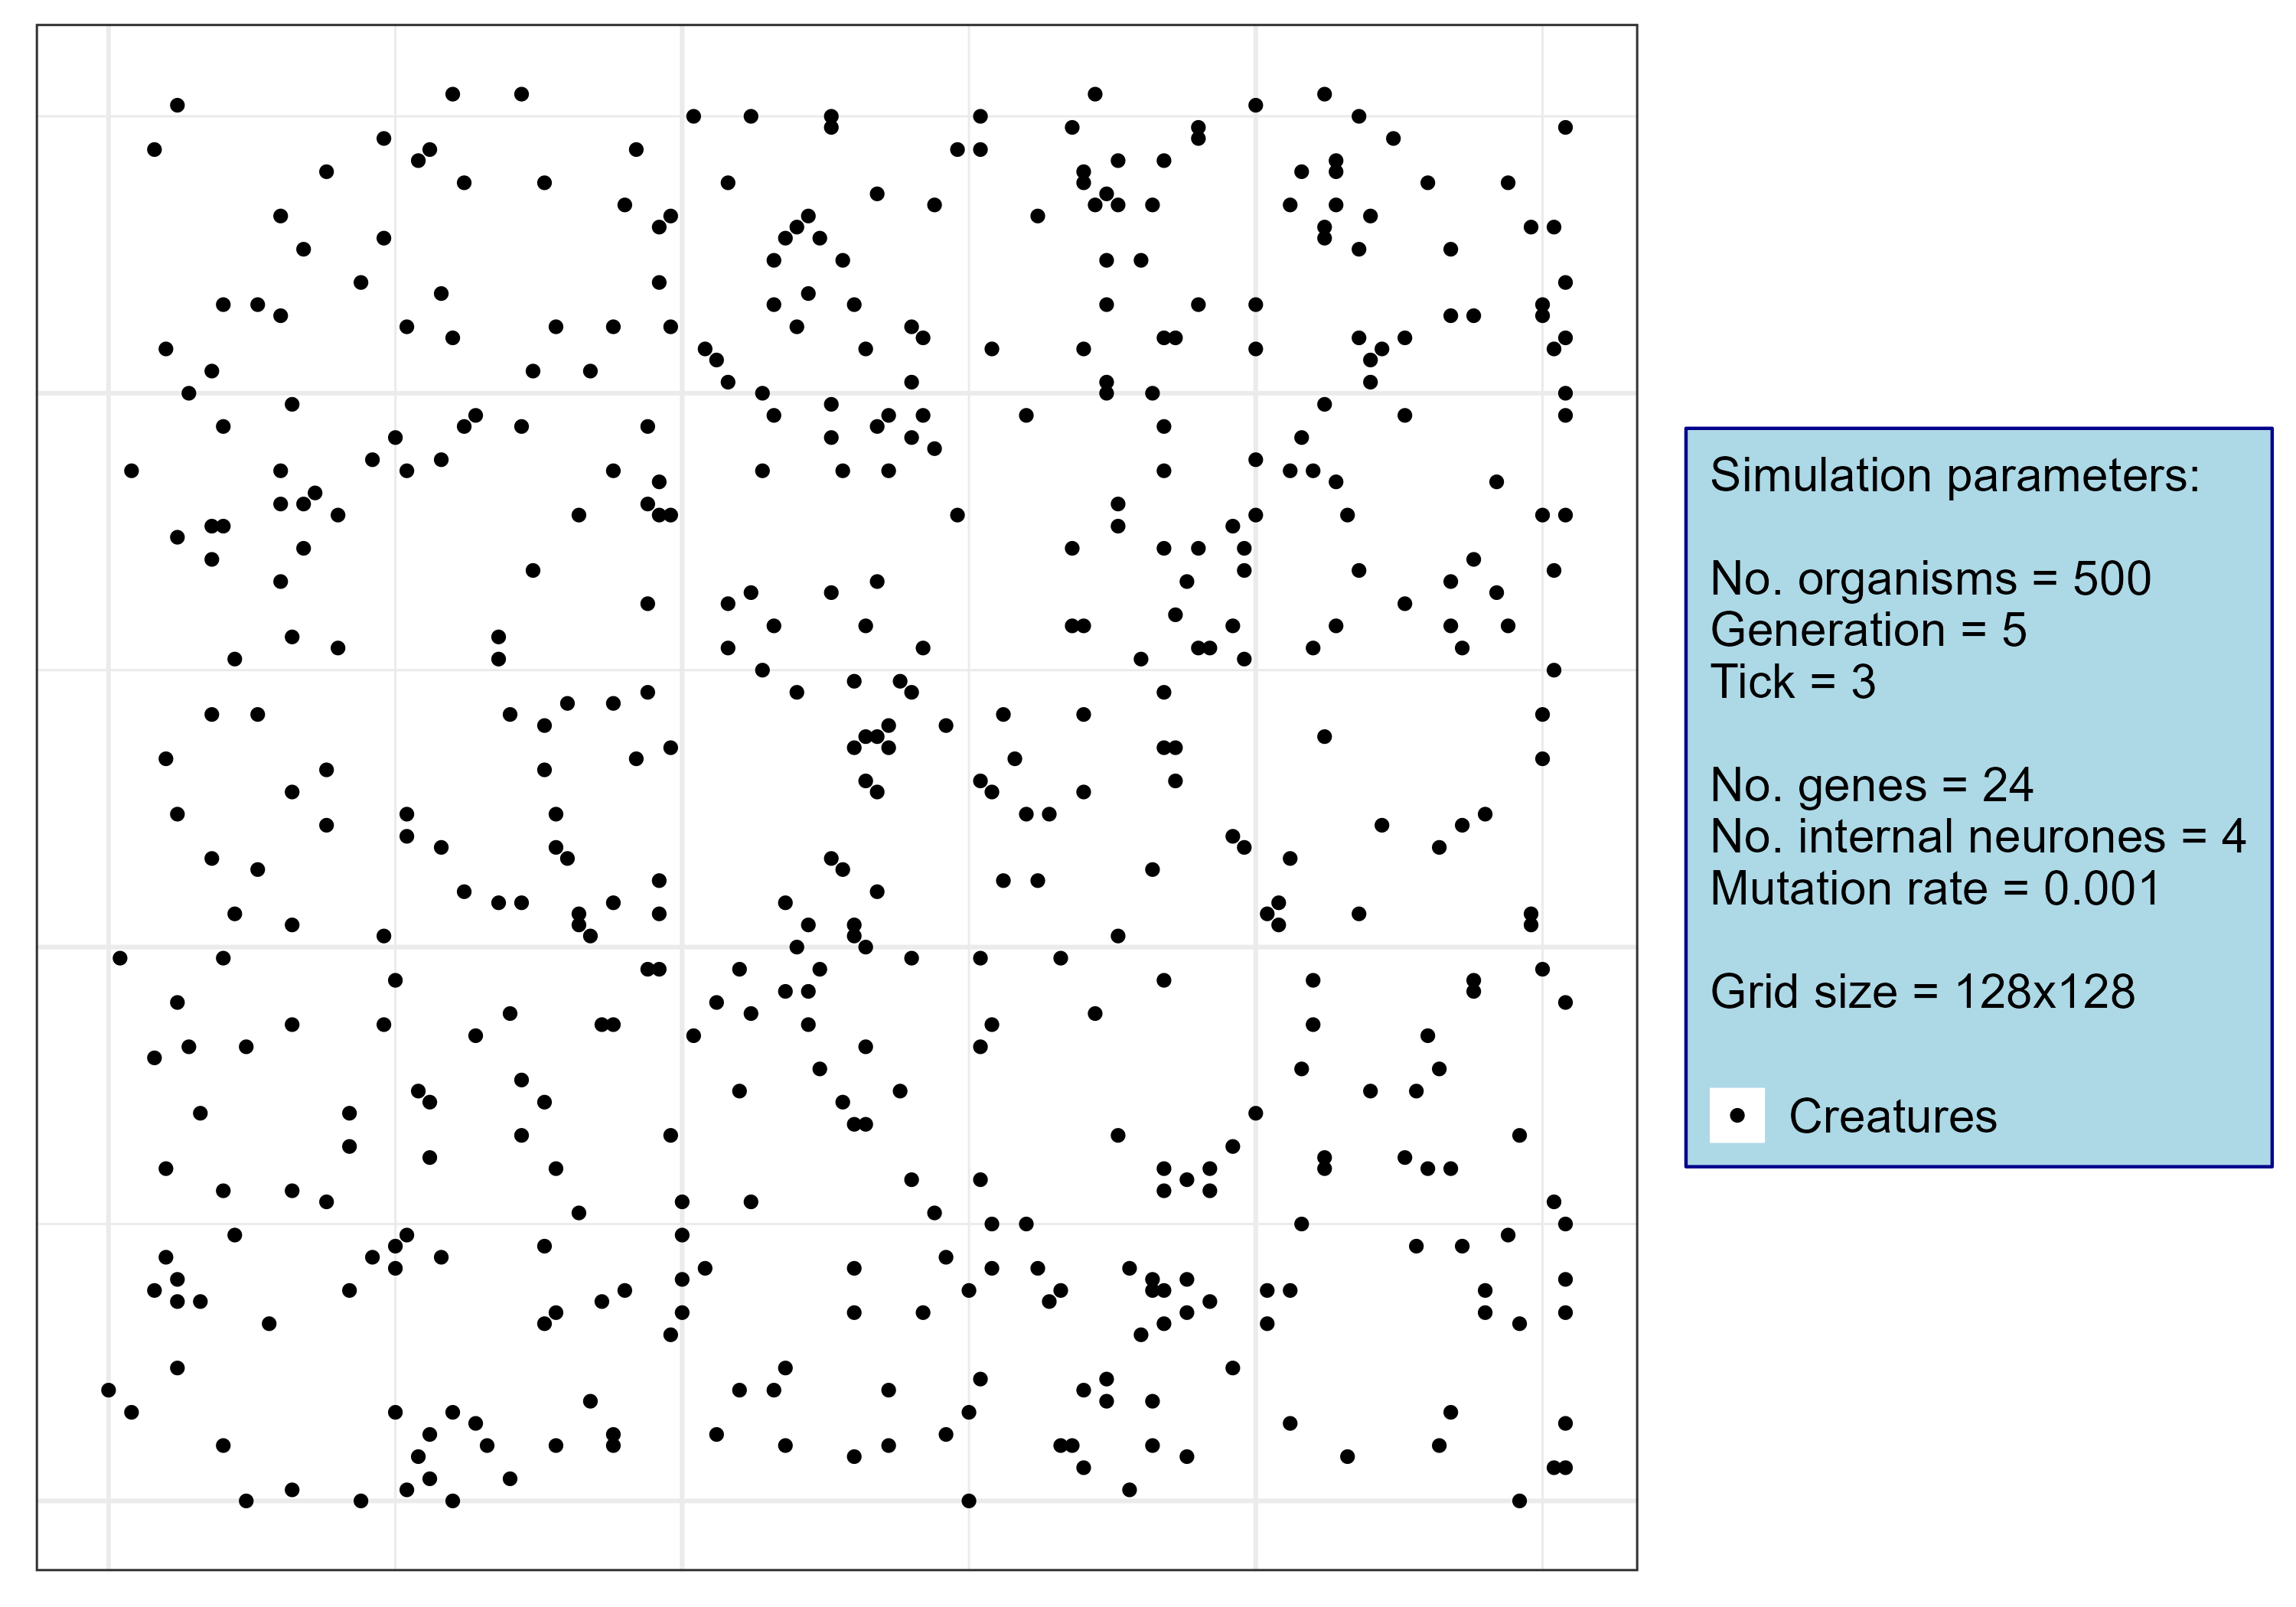 Simulation parameters:
No. organisms = 500
Generation = 5
Tick = 3
No. genes = 24
No. internal neurones = 4
Mutation rate = 0.001
Grid size = 128x128
Creatures